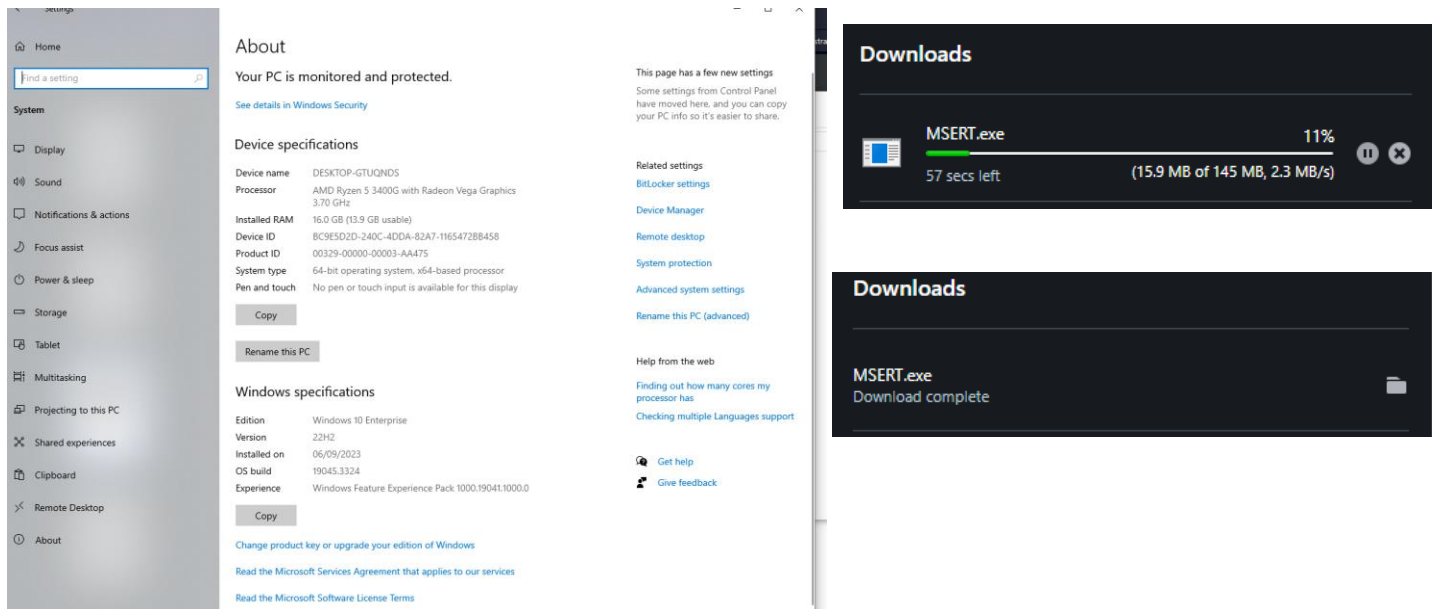 Settings
Home
Find a setting
System
Display
Sound
Notifications & actions
Focus assist
Power & sleep
Storage
Tablet
Multitasking
Projecting to this PC
Shared experiences
Clipboard
Remote Desktop
About
About
Your PC is monitored and protected.
See details in Windows Security
Device specifications
Device name DESKTOP-GTUQNDS
Processor AMD Ryzen 5 3400G with Radeon Vega Graphics
3.70 GHz
Installed RAM 16.0 GB (13.9 GB usable)
Device ID BC9E5D2D-240C-4DDA-82A7-1165472BB458
Product ID 00329-00000-00003-AA475
System type 64-bit operating system, x64-based processor
Pen and touch No pen or touch input is available for this display
Copy
Rename this PC
Windows specifications
Edition Windows 10 Enterprise
Version 22H2
Installed on 06/09/2023
OS build 19045.3324
Experience Windows Feature Experience Pack 1000.19041.1000.0
Copy
Change product key or upgrade your edition of Windows
Read the Microsoft Services Agreement that applies to our services
Read the Microsoft Software License Terms
This page has a few new settings
Some settings from Control Panel
have moved here, and you can copy
your PC info so it's easier to share.
Related settings
BitLocker settings
Device Manager
Remote desktop
System protection
Advanced system settings
Rename this PC (advanced)
Help from the web
Finding out how many cores my
processor has
Checking multiple Languages support
Get help
Give feedback
Downloads
MSERT.exe 11%
57 secs left (15.9 MB of 145 MB, 2.3 MB/s)
Downloads
MSERT.exe
Download complete